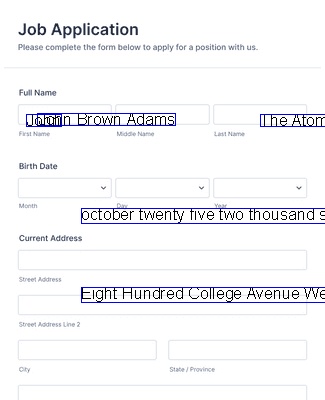 Job Application
Please complete the form below to apply for a position with us.
Full Name
John
John Brown Adams
The Atom
First Name
Middle Name
Last Name
Birth Date
Month
Day
Year
october twenty five two thousand s
Current Address
Street Address
Eight Hundred College Avenue We
Street Address Line 2
City
State / Province